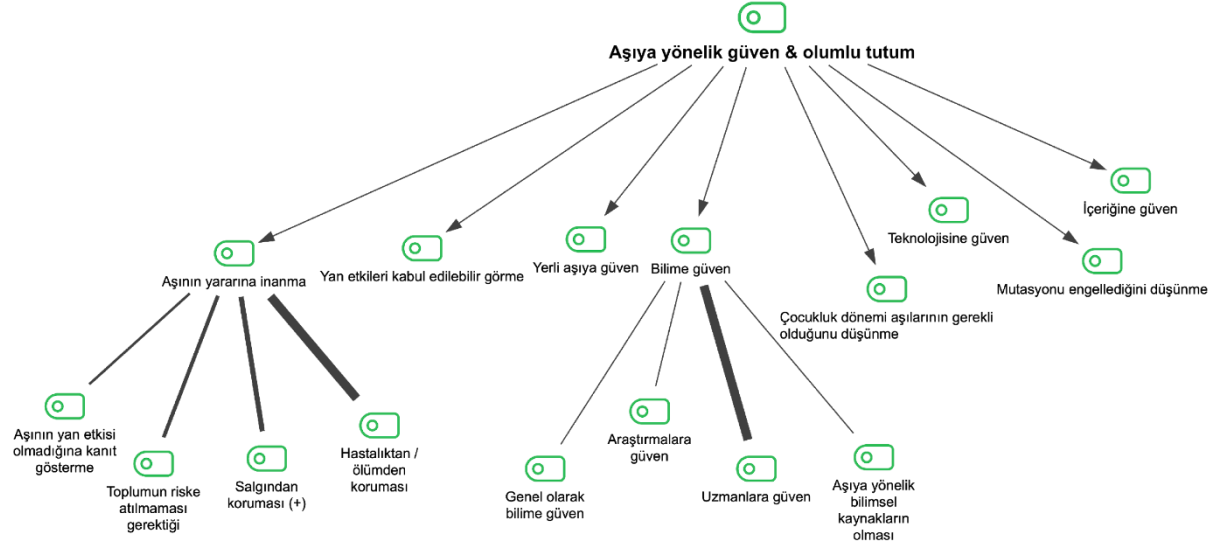 Aşıya yönelik güven & olumlu tutum
İçeriğine güven
Teknolojisine güven
Aşının yararına inanma
Yan etkileri kabul edilebilir görme
Yerli aşıya güven
Bilime güven
Mutasyonu engellediğini düşünme
Çocukluk dönemi aşılarının gerekli
olduğunu düşünme
Aşının yan etkisi
olmadığına kanıt
gösterme
Toplumun riske
atılmaması
gerektiği
Salgından
koruması (+)
Hastalıktan /
ölümden
koruması
Genel olarak
bilime güven
Araştırmalara
güven
Uzmanlara güven
Aşıya yönelik
bilimsel
kaynakların
olması